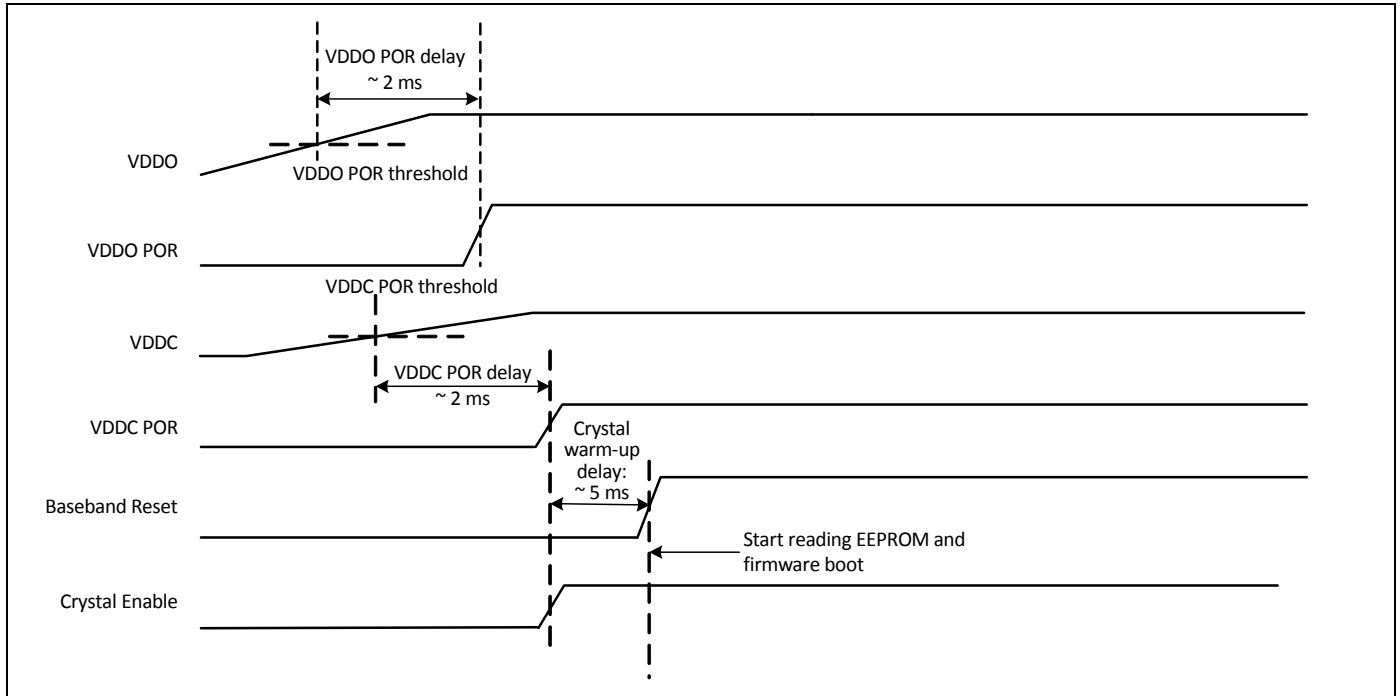 VDDO POR delay
~ 2 ms
VDDO
VDDO POR threshold
VDDO POR
VDDC POR threshold
VDDC
VDDC POR delay
~ 2 ms
VDDC POR
Crystal
warm-up
delay:
~ 5 ms
Baseband Reset
Start reading EEPROM and
firmware boot
Crystal Enable